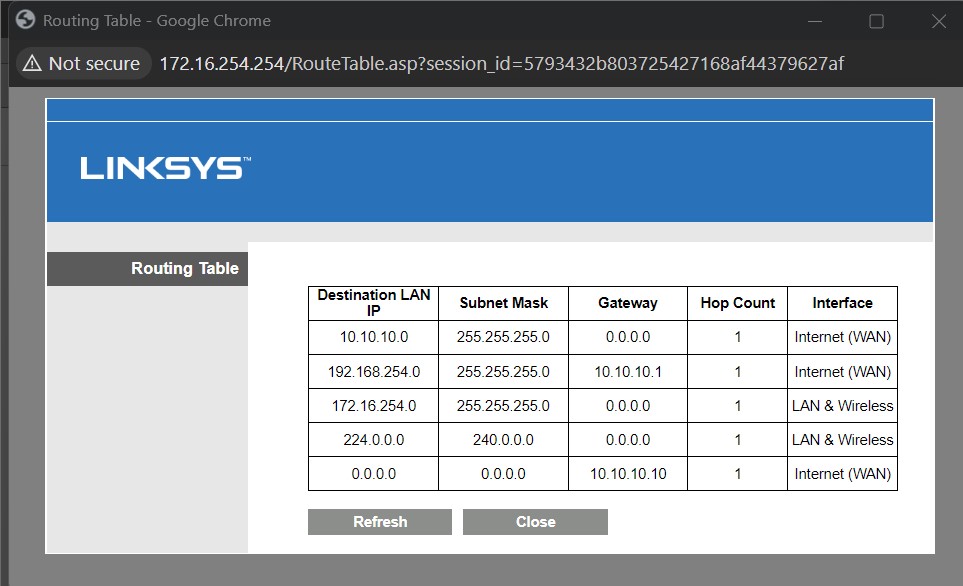 Routing Table - Google Chrome
Not secure 172.16.254.254/RouteTable.asp?session_id=5793432b803725427168af44379627af
LINKSYS™
Routing Table
Destination LAN IP Subnet Mask Gateway Hop Count Interface
10.10.10.0 255.255.255.0 0.0.0.0 1 Internet (WAN)
192.168.254.0 255.255.255.0 10.10.10.1 1 Internet (WAN)
172.16.254.0 255.255.255.0 0.0.0.0 1 LAN & Wireless
224.0.0.0 240.0.0.0 0.0.0.0 1 LAN & Wireless
0.0.0.0 0.0.0.0 10.10.10.10 1 Internet (WAN)
Refresh Close